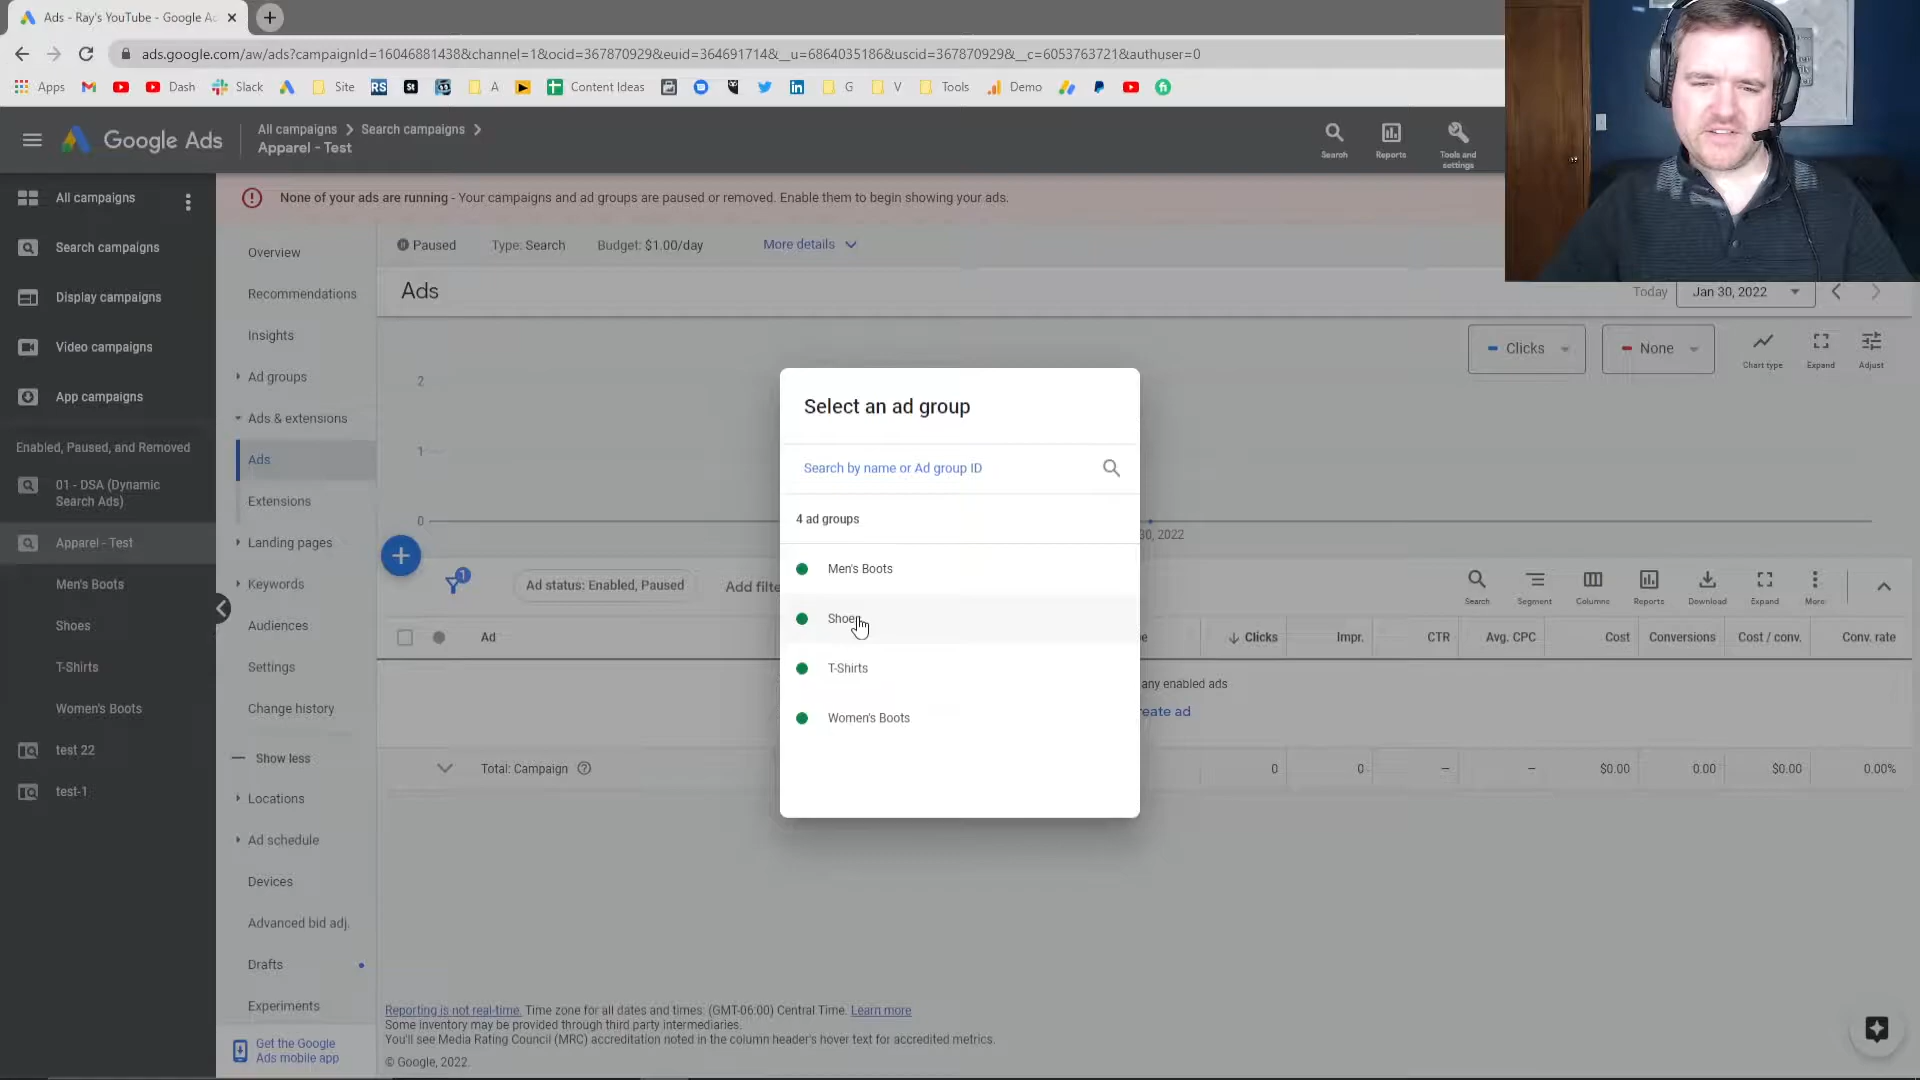 Ads - Ray's YouTube - Google Ac
ads.google.com/aw/ads?campaignId=16046881438&channel=1&ocid=367870929&euid=364691714&__u=6864035186&uscid=367870929&__c=6053763721&authuser=0
Apps
Dash
Slack
Site
RS
St
A
Content Ideas
G
V
Tools
Demo
Google Ads
All campaigns
Search campaigns
Apparel - Test
Search
Reports
Tools and
settings
All campaigns
Search campaigns
Display campaigns
Video campaigns
App campaigns
Enabled, Paused, and Removed
01 - DSA (Dynamic
Search Ads)
Apparel - Test
Men's Boots
Shoes
T-Shirts
Women's Boots
test 22
test-1
None of your ads are running - Your campaigns and ad groups are paused or removed. Enable them to begin showing your ads.
Overview
Recommendations
Insights
Ad groups
Ads & extensions
Ads
Extensions
Landing pages
Keywords
Audiences
Settings
Change history
Show less
Locations
Ad schedule
Devices
Advanced bid adj.
Drafts
Experiments
Get the Google
Ads mobile app
Paused
Type: Search
Budget: $1.00/day
More details
Ads
Today
Jan 30, 2022
Clicks
None
Chart type
Expand
Adjust
2
1
0
30, 2022
Select an ad group
Search by name or Ad group ID
4 ad groups
Men's Boots
Shoes
T-Shirts
Women's Boots
1
Ad status: Enabled, Paused
Add filte
Search
Segment
Columns
Reports
Download
Expand
More
Ad
e
Clicks
Impr.
CTR
Avg. CPC
Cost
Conversions
Cost / conv.
Conv. rate
any enabled ads
eate ad
Total: Campaign
0
0
–
–
$0.00
0.00
$0.00
0.00%
Reporting is not real-time. Time zone for all dates and times: (GMT-06:00) Central Time. Learn more
Some inventory may be provided through third party intermediaries.
You'll see Media Rating Council (MRC) accreditation noted in the column header's hover text for accredited metrics.
© Google, 2022.